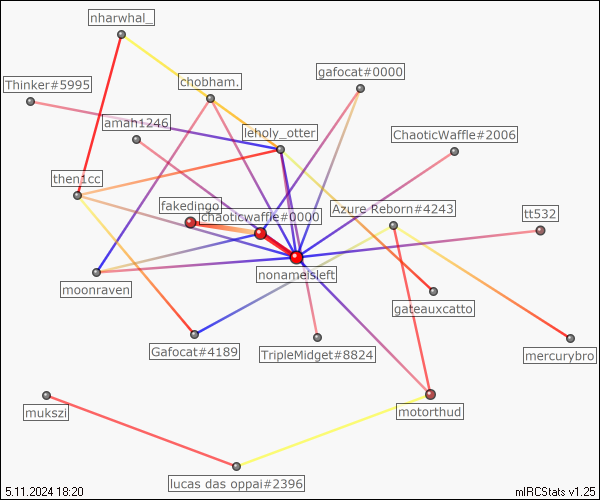 nharwhal_
gafocat#0000
Thinker#5995
chobham.
amah1246
leholy_otter
ChaoticWaffle#2006
then1cc
fakedingo
chaoticwaffle#0000
Azure Reborn#4243
tt532
nonameisleft
moonraven
gateauxcatto
Gafocat#4189
TripleMidget#8824
mercurybro
mukszi
motorthud
lucas das oppai#2396
5.11.2024 18:20
mIRCStats v1.25